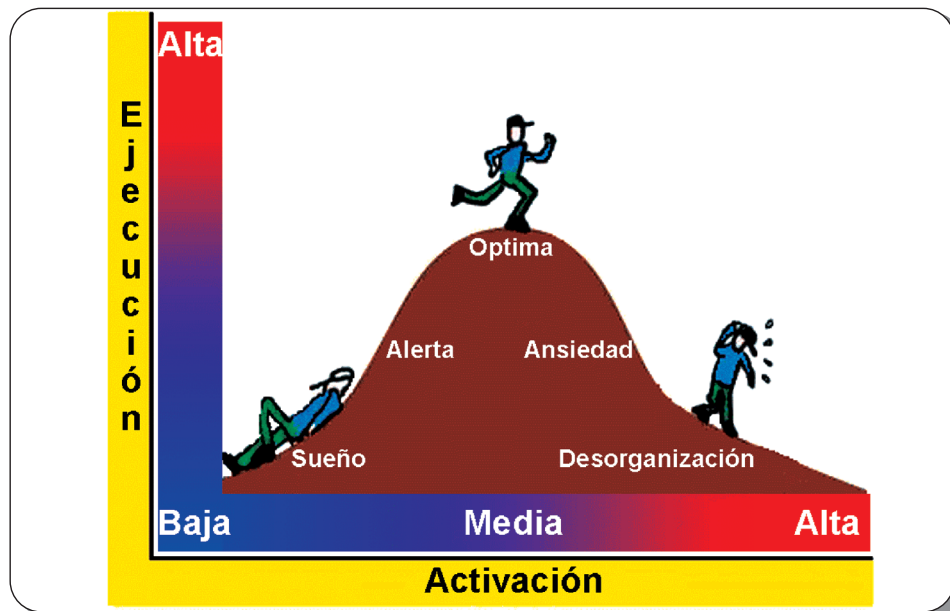 Alta
Ejecución
Optima
Alerta
Ansiedad
Sueño
Desorganización
Baja
Media
Alta
Activación